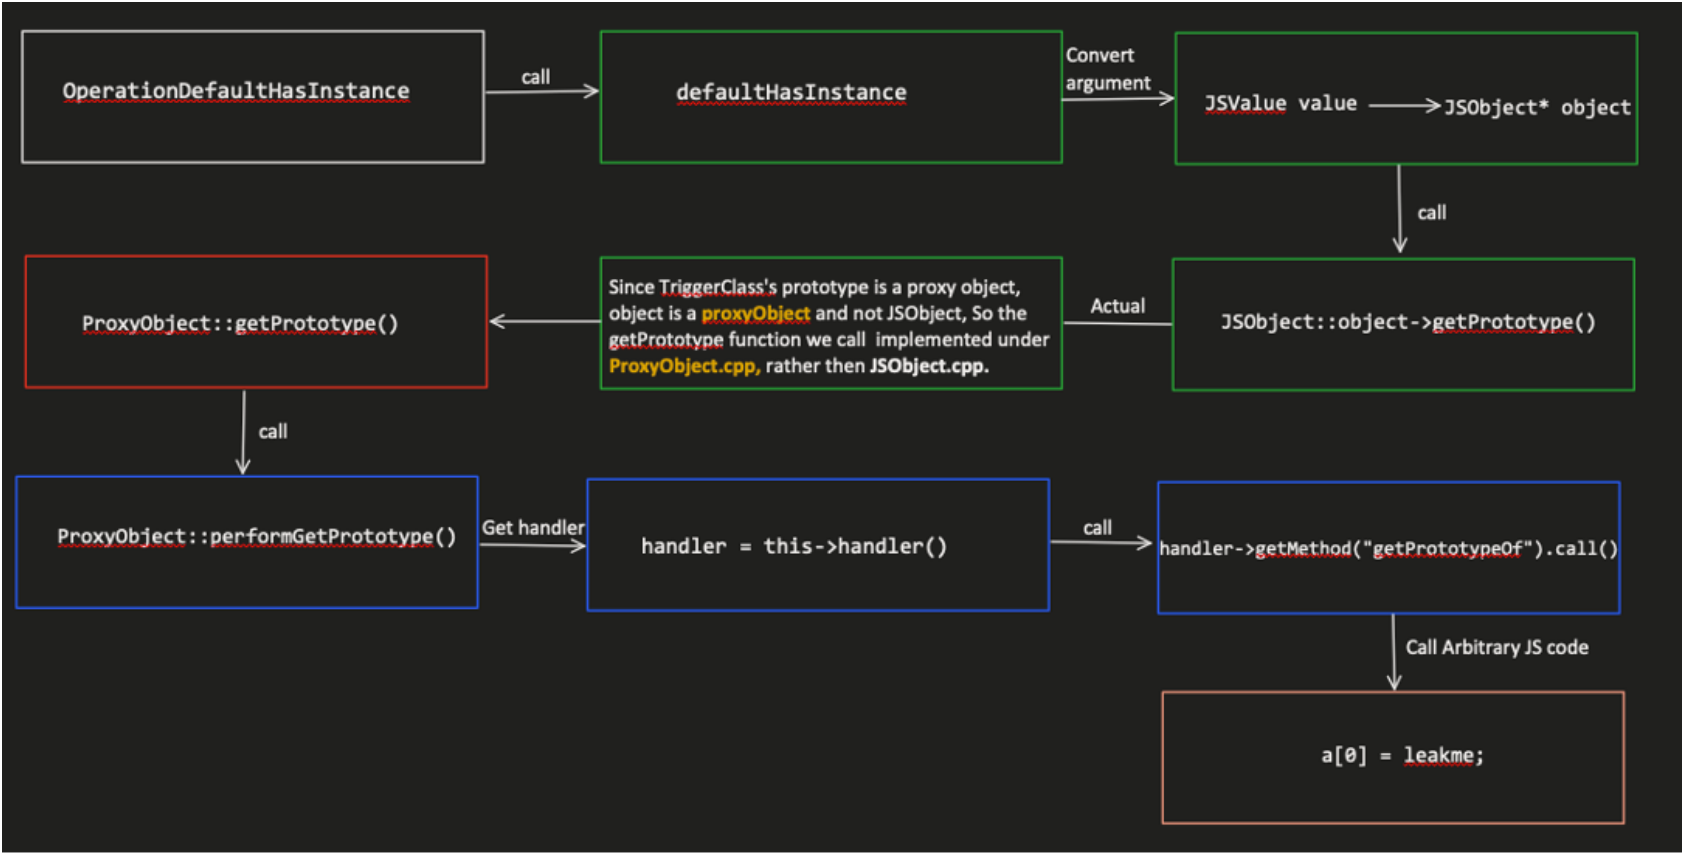 OperationDefaultHasInstance
call
defaultHasInstance
Convert
argument
JSValue value
JSObject* object
call
JSObject::object->getPrototype()
Actual
Since TriggerClass's prototype is a proxy object,
object is a proxyObject and not JSObject, So the
getPrototype function we call implemented under
ProxyObject.cpp, rather then JSObject.cpp.
ProxyObject::getPrototype()
call
ProxyObject::performGetPrototype()
Get handler
handler = this->handler()
call
handler->getMethod("getPrototypeOf").call()
Call Arbitrary JS code
a[0] = leakme;